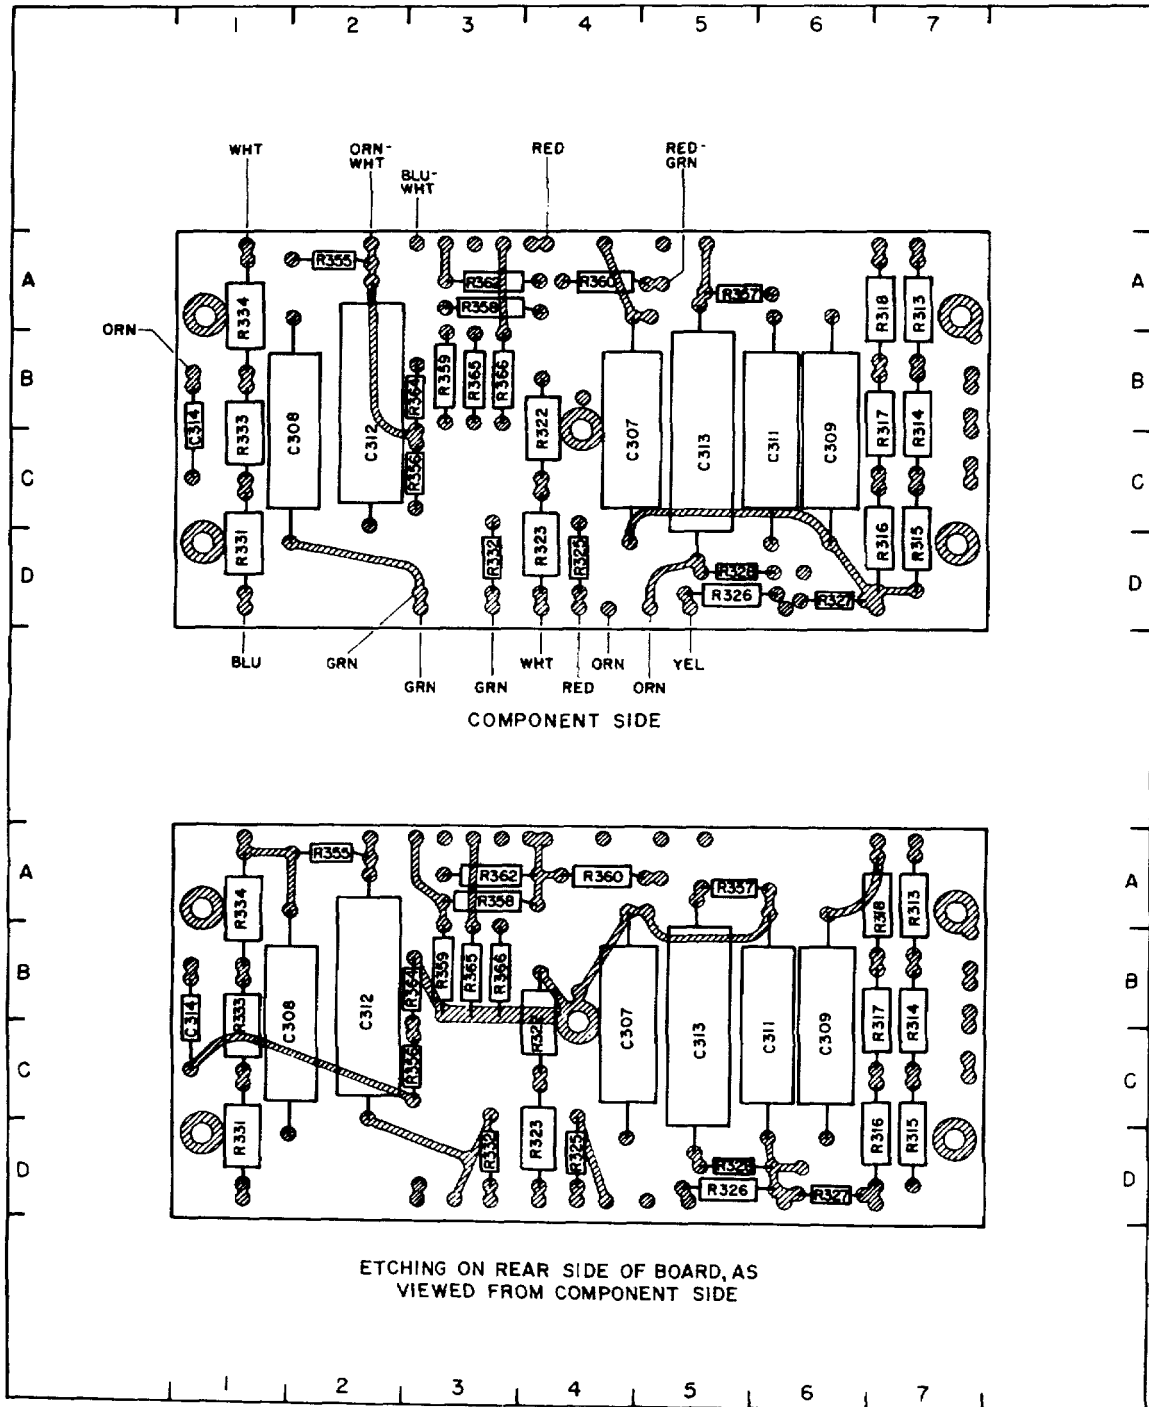 1 2 3 4 5 6 7
WHT
ORN-
WHT
BLU-
WHT
RED
RED-
GRN
A
R355
R334
R362
R360
R358
R357
R318
R313
A
ORN
B
C314
R333
C308
C312
R364
R359
R365
R366
R322
C307
C313
C311
C309
R317
R314
B
C
R356
C
D
R331
R332
R323
R325
R328
R326
R327
R316
R315
D
BLU
GRN
GRN
GRN
WHT
RED
ORN
ORN
YEL
COMPONENT SIDE
A
R355
R334
R362
R360
R358
R357
R318
R313
A
B
C314
R333
C308
C312
R364
R359
R365
R366
R322
C307
C313
C311
C309
R317
R314
B
C
R356
C
D
R331
R332
R323
R325
R328
R326
R327
R316
R315
D
ETCHING ON REAR SIDE OF BOARD, AS
VIEWED FROM COMPONENT SIDE
1 2 3 4 5 6 7